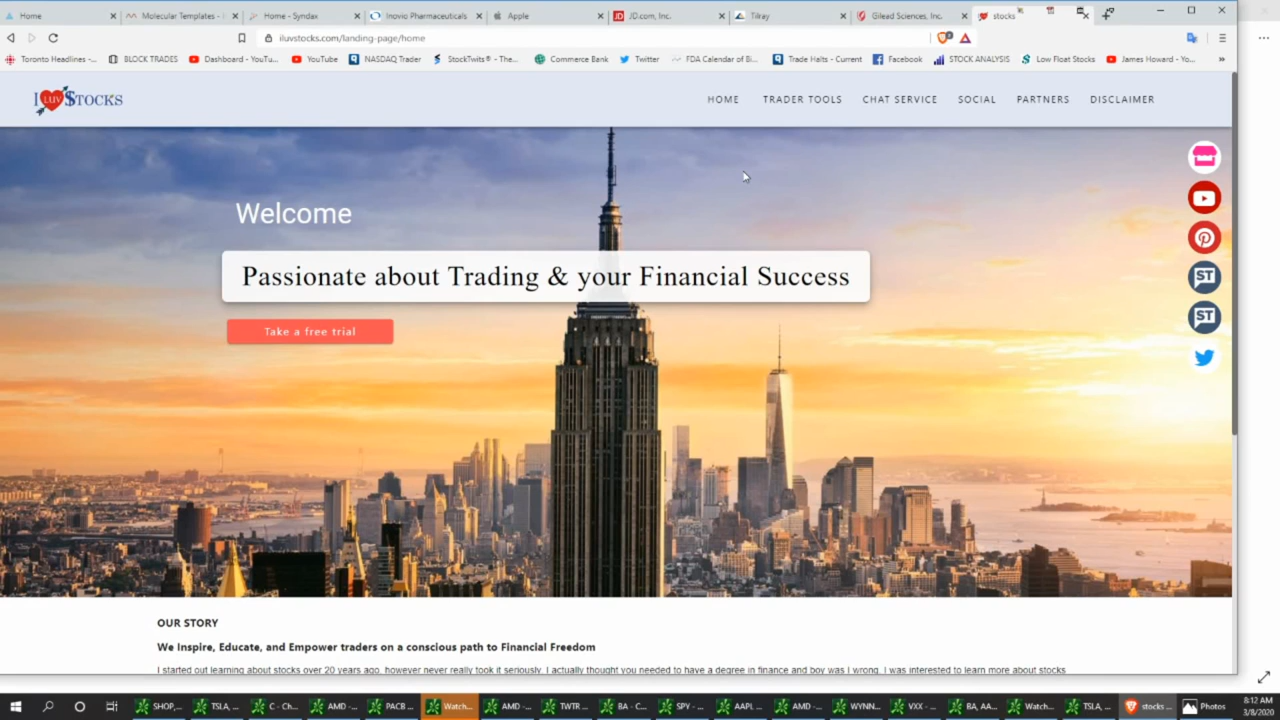 Home
Molecular Templates -
Home - Syndax
Inovio Pharmaceuticals
Apple
JD.com, Inc.
Tilray
Gilead Sciences, Inc.
stocks
iluvstocks.com/landing-page/home
Toronto Headlines -...
BLOCK TRADES
Dashboard - YouTu...
YouTube
NASDAQ Trader
StockTwits® - The...
Commerce Bank
Twitter
FDA Calendar of Bi...
Trade Halts - Current
Facebook
STOCK ANALYSIS
Low Float Stocks
James Howard - Yo...
»
I LUV $TOCKS
HOME
TRADER TOOLS
CHAT SERVICE
SOCIAL
PARTNERS
DISCLAIMER
Welcome
Passionate about Trading & your Financial Success
Take a free trial
ST
ST
OUR STORY
We Inspire, Educate, and Empower traders on a conscious path to Financial Freedom
I started out learning about stocks over 20 years ago, however never really took it seriously. I actually thought you needed to have a degree in finance and boy was I wrong. I was interested to learn more about stocks
SHOP,...
TSLA, ...
C - Ch...
AMD -...
PACB ...
Watch...
AMD -...
TWTR ...
BA - C...
SPY - ...
AAPL ...
AMD -...
WYNN...
VXX - ...
BA, AA...
Watch...
TSLA, ...
stocks ...
Photos
8:12 AM
3/8/2020